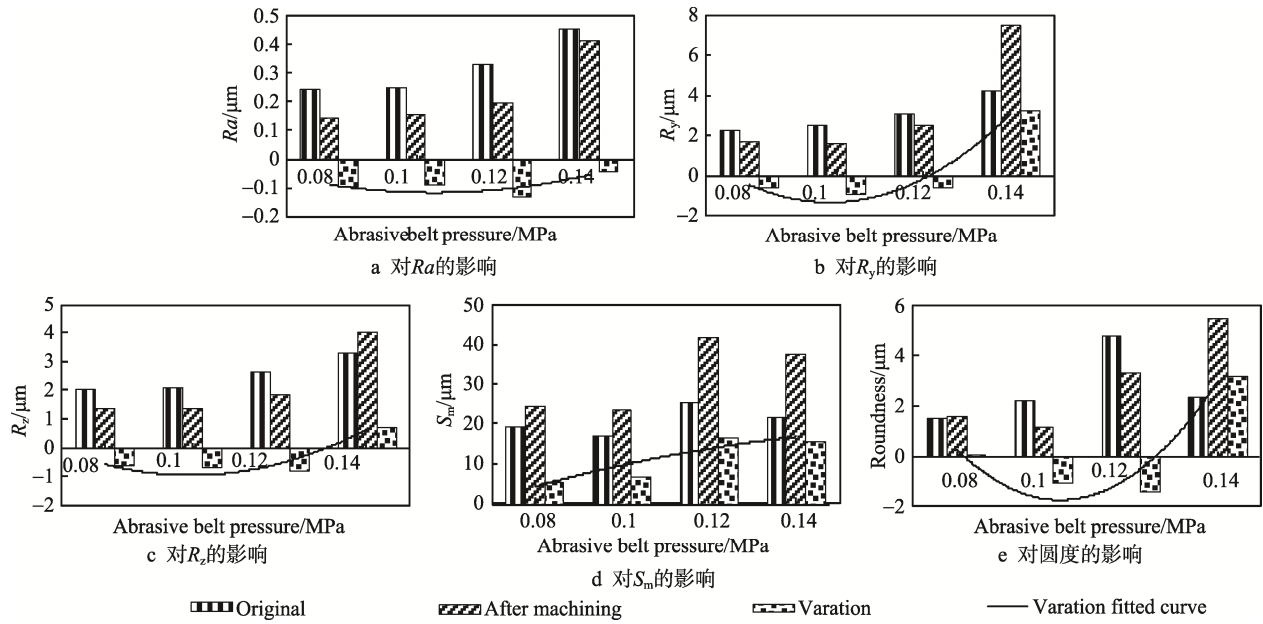 0.5
0.4
0.3
0.2
0.1
0
−0.1
−0.2
Ra/μm
0.08
0.1
0.12
0.14
Abrasivebelt pressure/MPa
a 对Ra的影响
8
6
4
2
0
−2
Ry/μm
0.08
0.1
0.12
0.14
Abrasive belt pressure/MPa
b 对Ry的影响
5
4
3
2
1
0
−1
−2
Rz/μm
0.08
0.1
0.12
0.14
Abrasive belt pressure/MPa
c 对Rz的影响
50
40
30
20
10
0
Sm/μm
0.08
0.1
0.12
0.14
Abrasive belt pressure/MPa
d 对Sm的影响
6
4
2
0
−2
Roundness/μm
0.08
0.1
0.12
0.14
Abrasive belt pressure/MPa
e 对圆度的影响
Original
After machining
Varation
Varation fitted curve